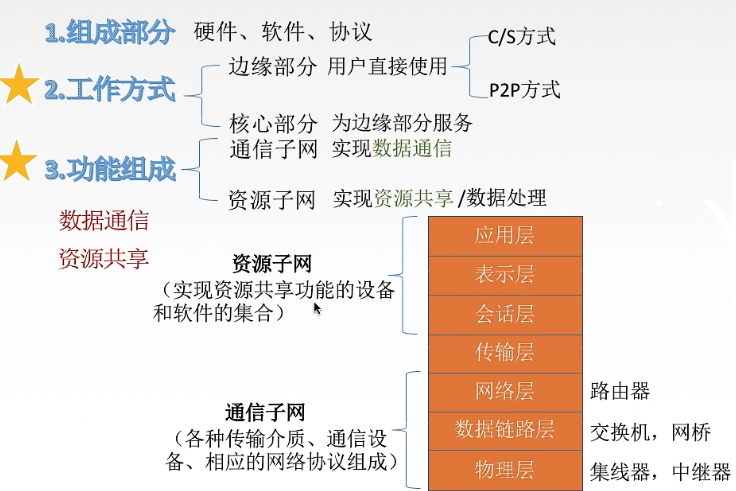 1.组成部分 硬件、软件、协议
2.工作方式
边缘部分 用户直接使用
C/S方式
P2P方式
核心部分 为边缘部分服务
3.功能组成
通信子网 实现数据通信
资源子网 实现资源共享/数据处理
数据通信
资源共享
资源子网
（实现资源共享功能的设备
和软件的集合）
通信子网
（各种传输介质、通信设
备、相应的网络协议组成）
应用层
表示层
会话层
传输层
网络层 路由器
数据链路层 交换机，网桥
物理层 集线器，中继器